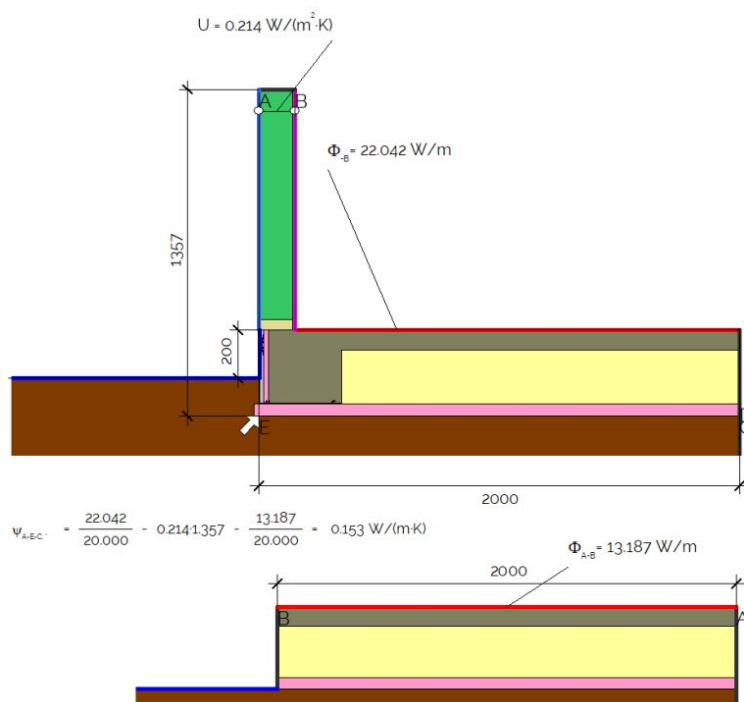 U = 0.214 W/(m²·K)
A B
Φ-B= 22.042 W/m
1357
200
E
2000
ψA-E-C,* = 22.042/20.000 - 0.214·1.357 - 13.187/20.000 = 0.153 W/(m·K)
ΦA-B= 13.187 W/m
2000
B A